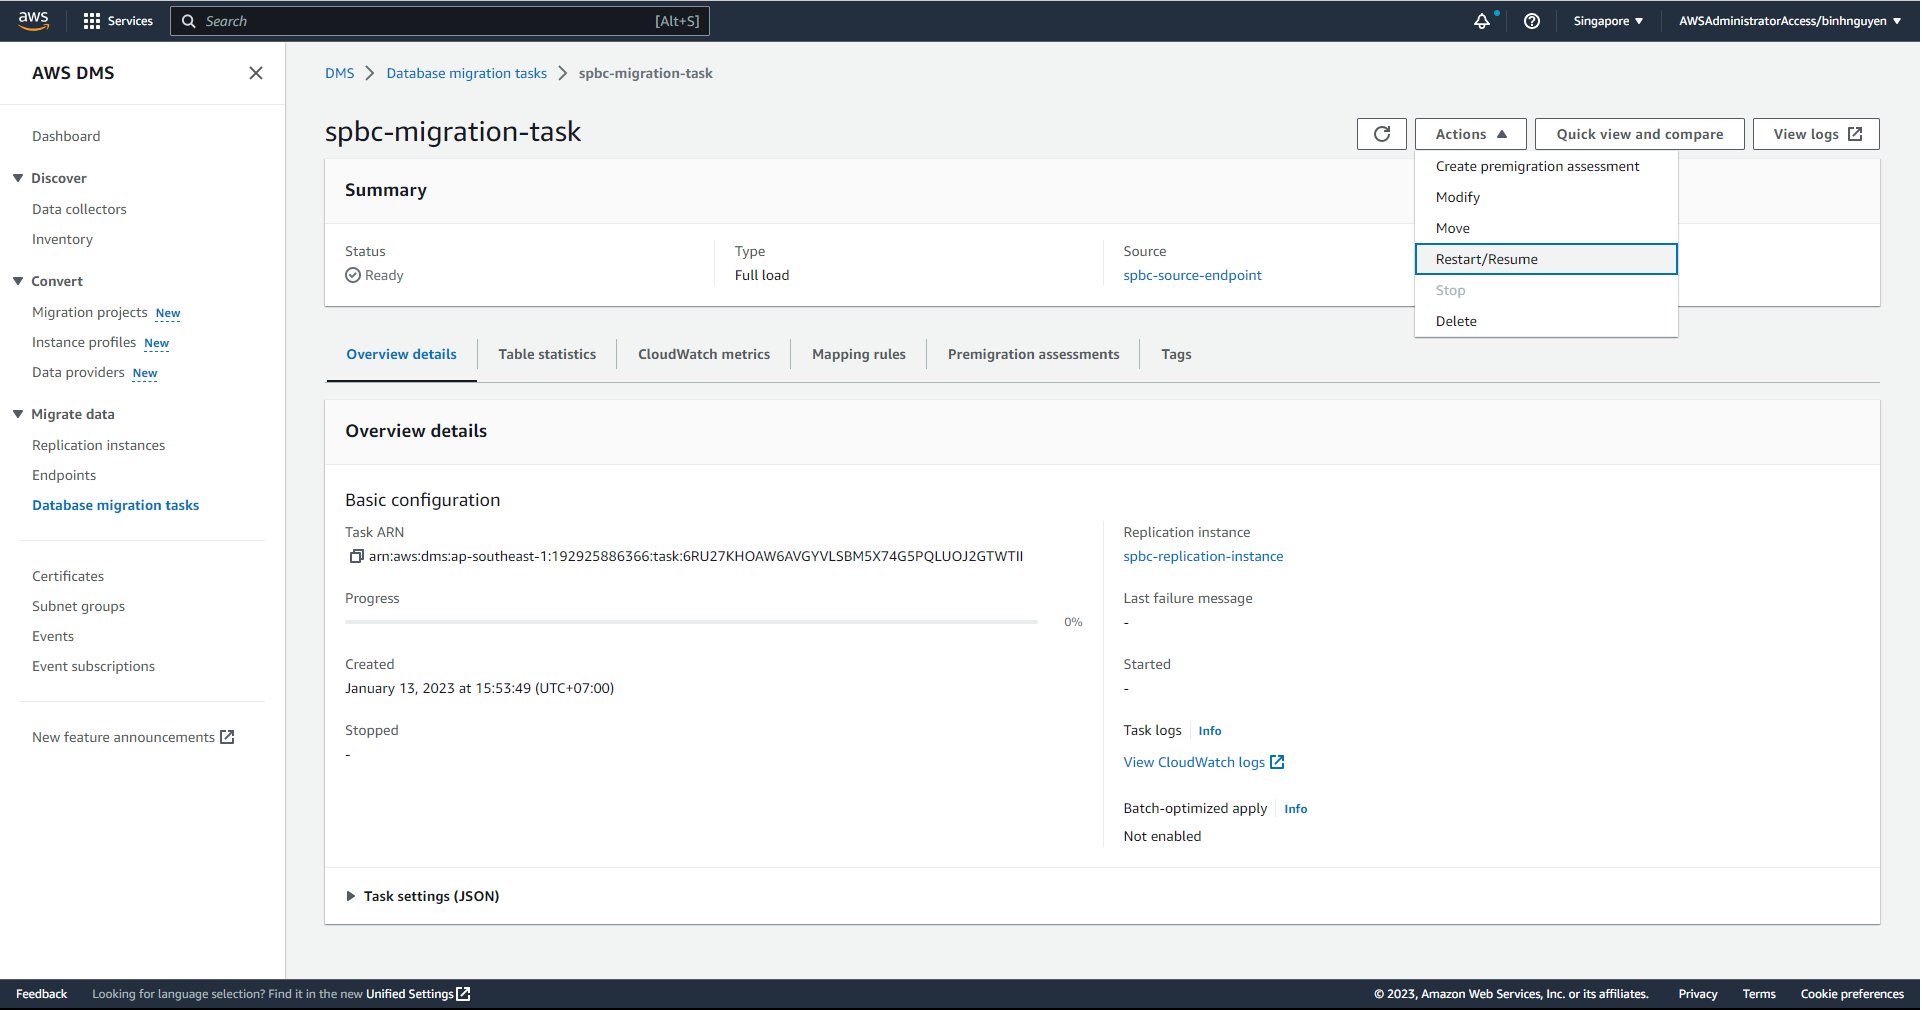 aws
Services
Search
[Alt+S]
Singapore
AWSAdministratorAccess/binhnguyen
AWS DMS
Dashboard
Discover
Data collectors
Inventory
Convert
Migration projects New
Instance profiles New
Data providers New
Migrate data
Replication instances
Endpoints
Database migration tasks
Certificates
Subnet groups
Events
Event subscriptions
New feature announcements
DMS > Database migration tasks > spbc-migration-task
spbc-migration-task
Actions
Quick view and compare
View logs
Create premigration assessment
Modify
Move
Restart/Resume
Stop
Delete
Summary
Status
Ready
Type
Full load
Source
spbc-source-endpoint
Overview details
Table statistics
CloudWatch metrics
Mapping rules
Premigration assessments
Tags
Overview details
Basic configuration
Task ARN
arn:aws:dms:ap-southeast-1:192925886366:task:6RU27KHOAW6AVGYVLSBM5X74G5PQLUOJ2GTWTII
Progress
0%
Created
January 13, 2023 at 15:53:49 (UTC+07:00)
Stopped
-
Replication instance
spbc-replication-instance
Last failure message
-
Started
-
Task logs Info
View CloudWatch logs
Batch-optimized apply Info
Not enabled
Task settings (JSON)
Feedback
Looking for language selection? Find it in the new Unified Settings
© 2023, Amazon Web Services, Inc. or its affiliates.
Privacy
Terms
Cookie preferences